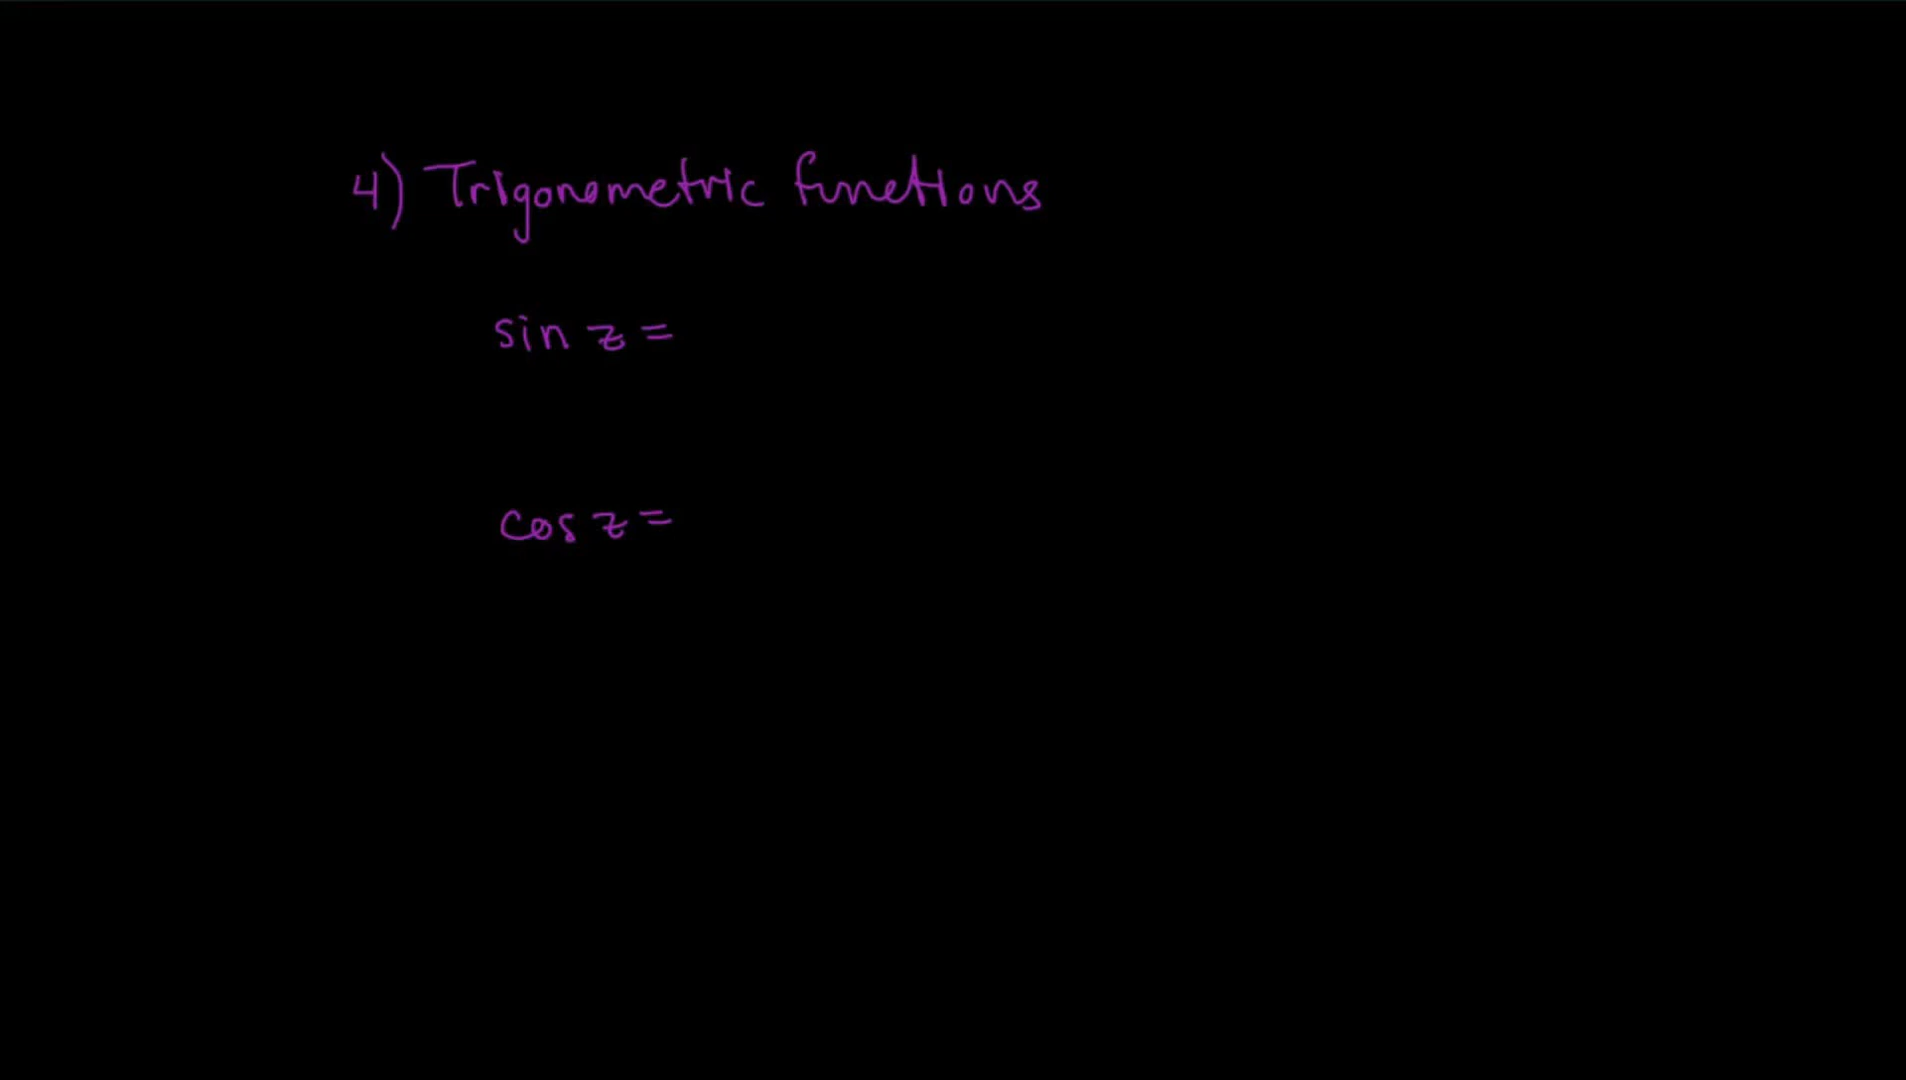 4) Trigonometric functions
sin z =
cos z =